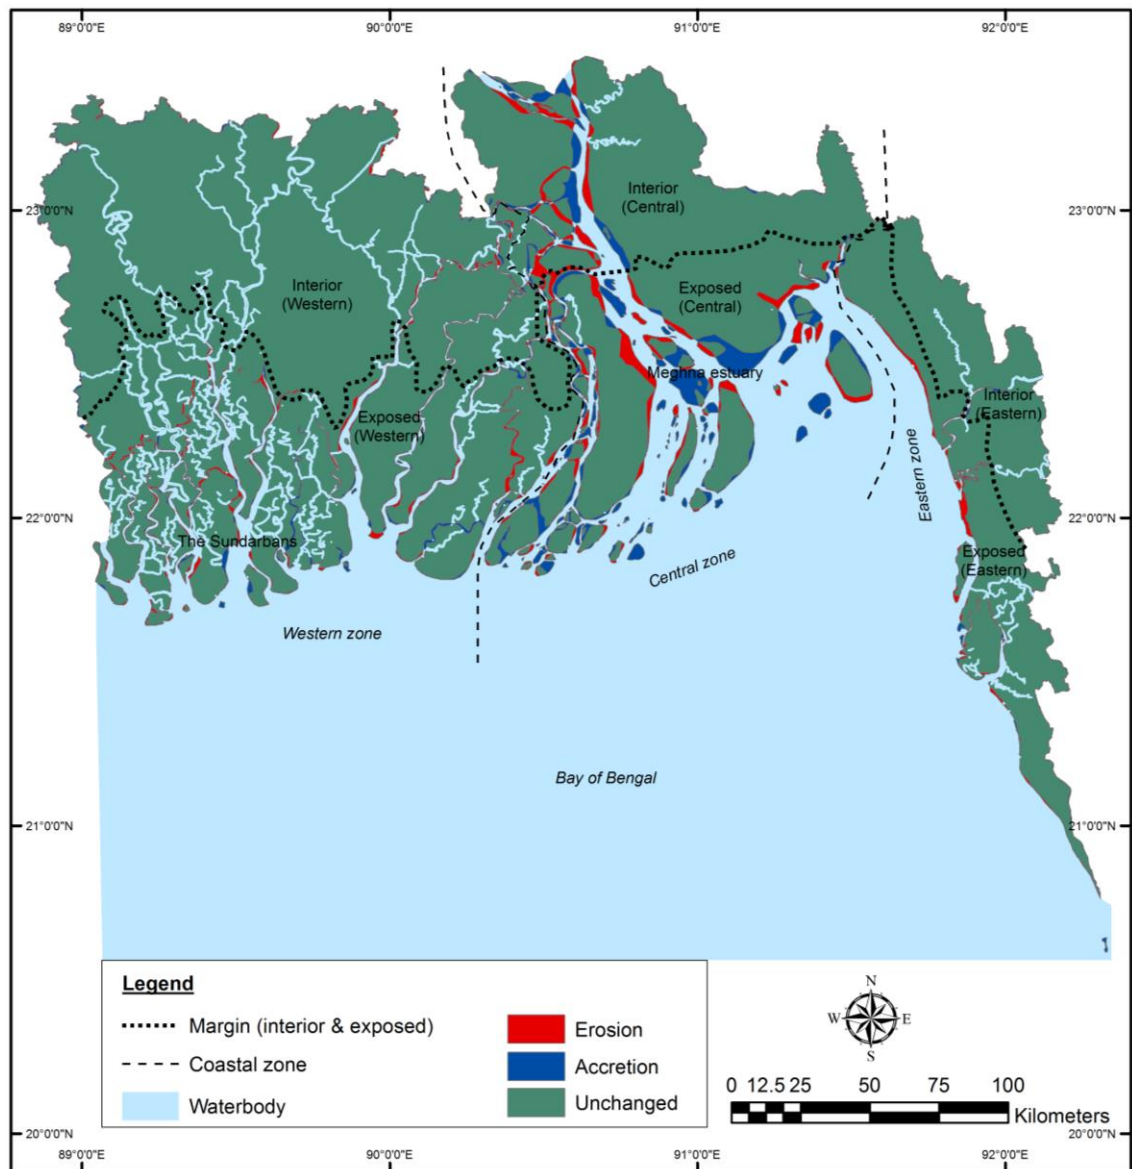 89°0'0"E 90°0'0"E 91°0'0"E 92°0'0"E
23°0'0"N 23°0'0"N
Interior
(Central)
Interior
(Western)
Exposed
(Central)
Meghna estuary
Interior
(Eastern)
Exposed
(Western)
Eastern zone
22°0'0"N 22°0'0"N
The Sundarbans
Exposed
(Eastern)
Central zone
Western zone
Bay of Bengal
21°0'0"N 21°0'0"N
Legend
Margin (interior & exposed)
Coastal zone
Waterbody
Erosion
Accretion
Unchanged
N
W E
S
0 12.5 25 50 75 100
Kilometers
20°0'0"N 20°0'0"N
89°0'0"E 90°0'0"E 91°0'0"E 92°0'0"E